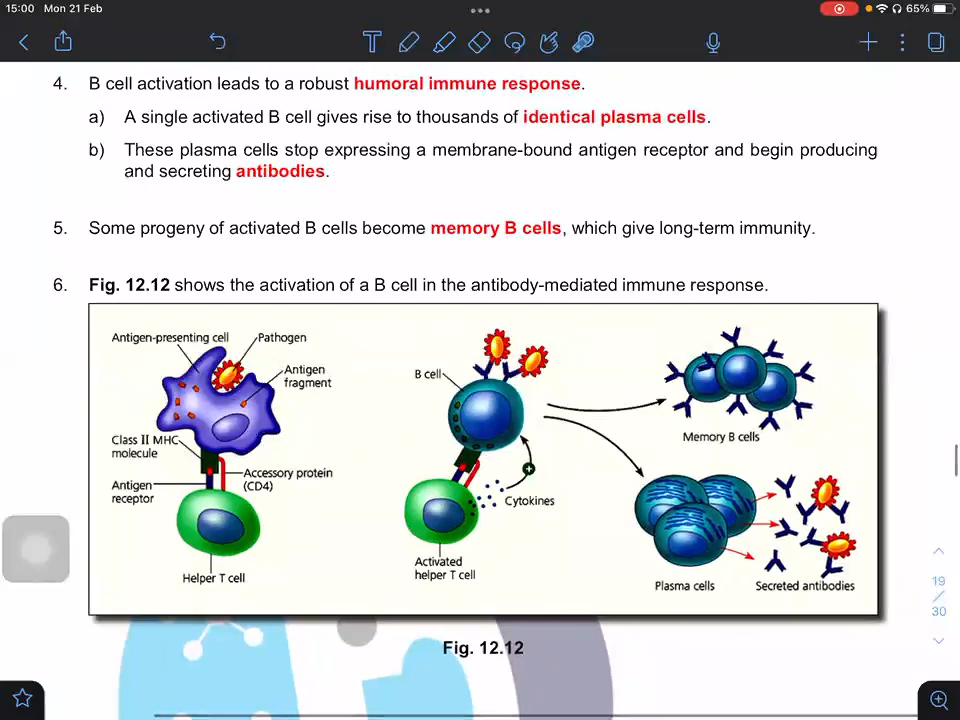 15:00 Mon 21 Feb
65%
4. B cell activation leads to a robust humoral immune response.
a) A single activated B cell gives rise to thousands of identical plasma cells.
b) These plasma cells stop expressing a membrane-bound antigen receptor and begin producing
and secreting antibodies.
5. Some progeny of activated B cells become memory B cells, which give long-term immunity.
6. Fig. 12.12 shows the activation of a B cell in the antibody-mediated immune response.
Antigen-presenting cell
Pathogen
Antigen
fragment
Class II MHC
molecule
Accessory protein
(CD4)
Antigen
receptor
Helper T cell
B cell
Cytokines
Activated
helper T cell
Memory B cells
Plasma cells
Secreted antibodies
19
/
30
Fig. 12.12